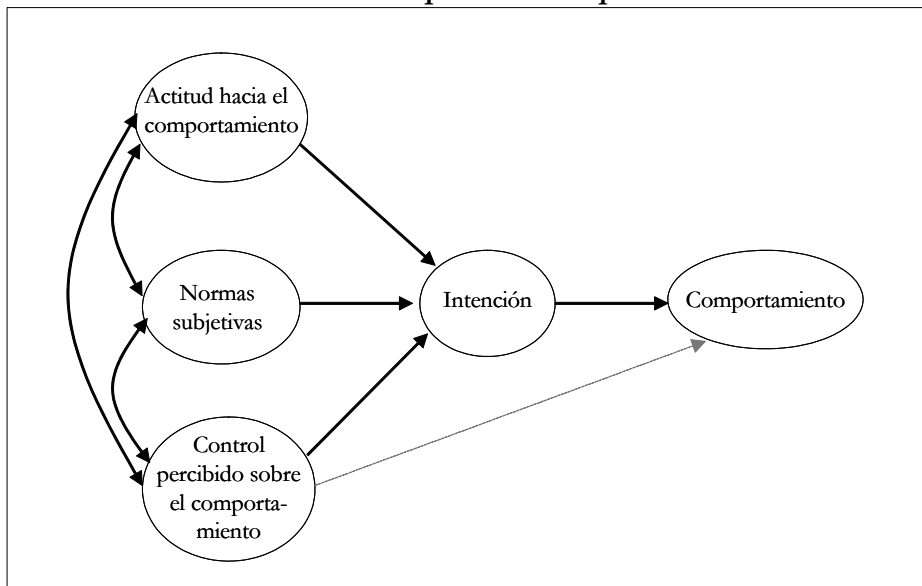 Actitud hacia el
comportamiento
Normas
subjetivas
Intención
Comportamiento
Control
percibido sobre
el comporta-
miento